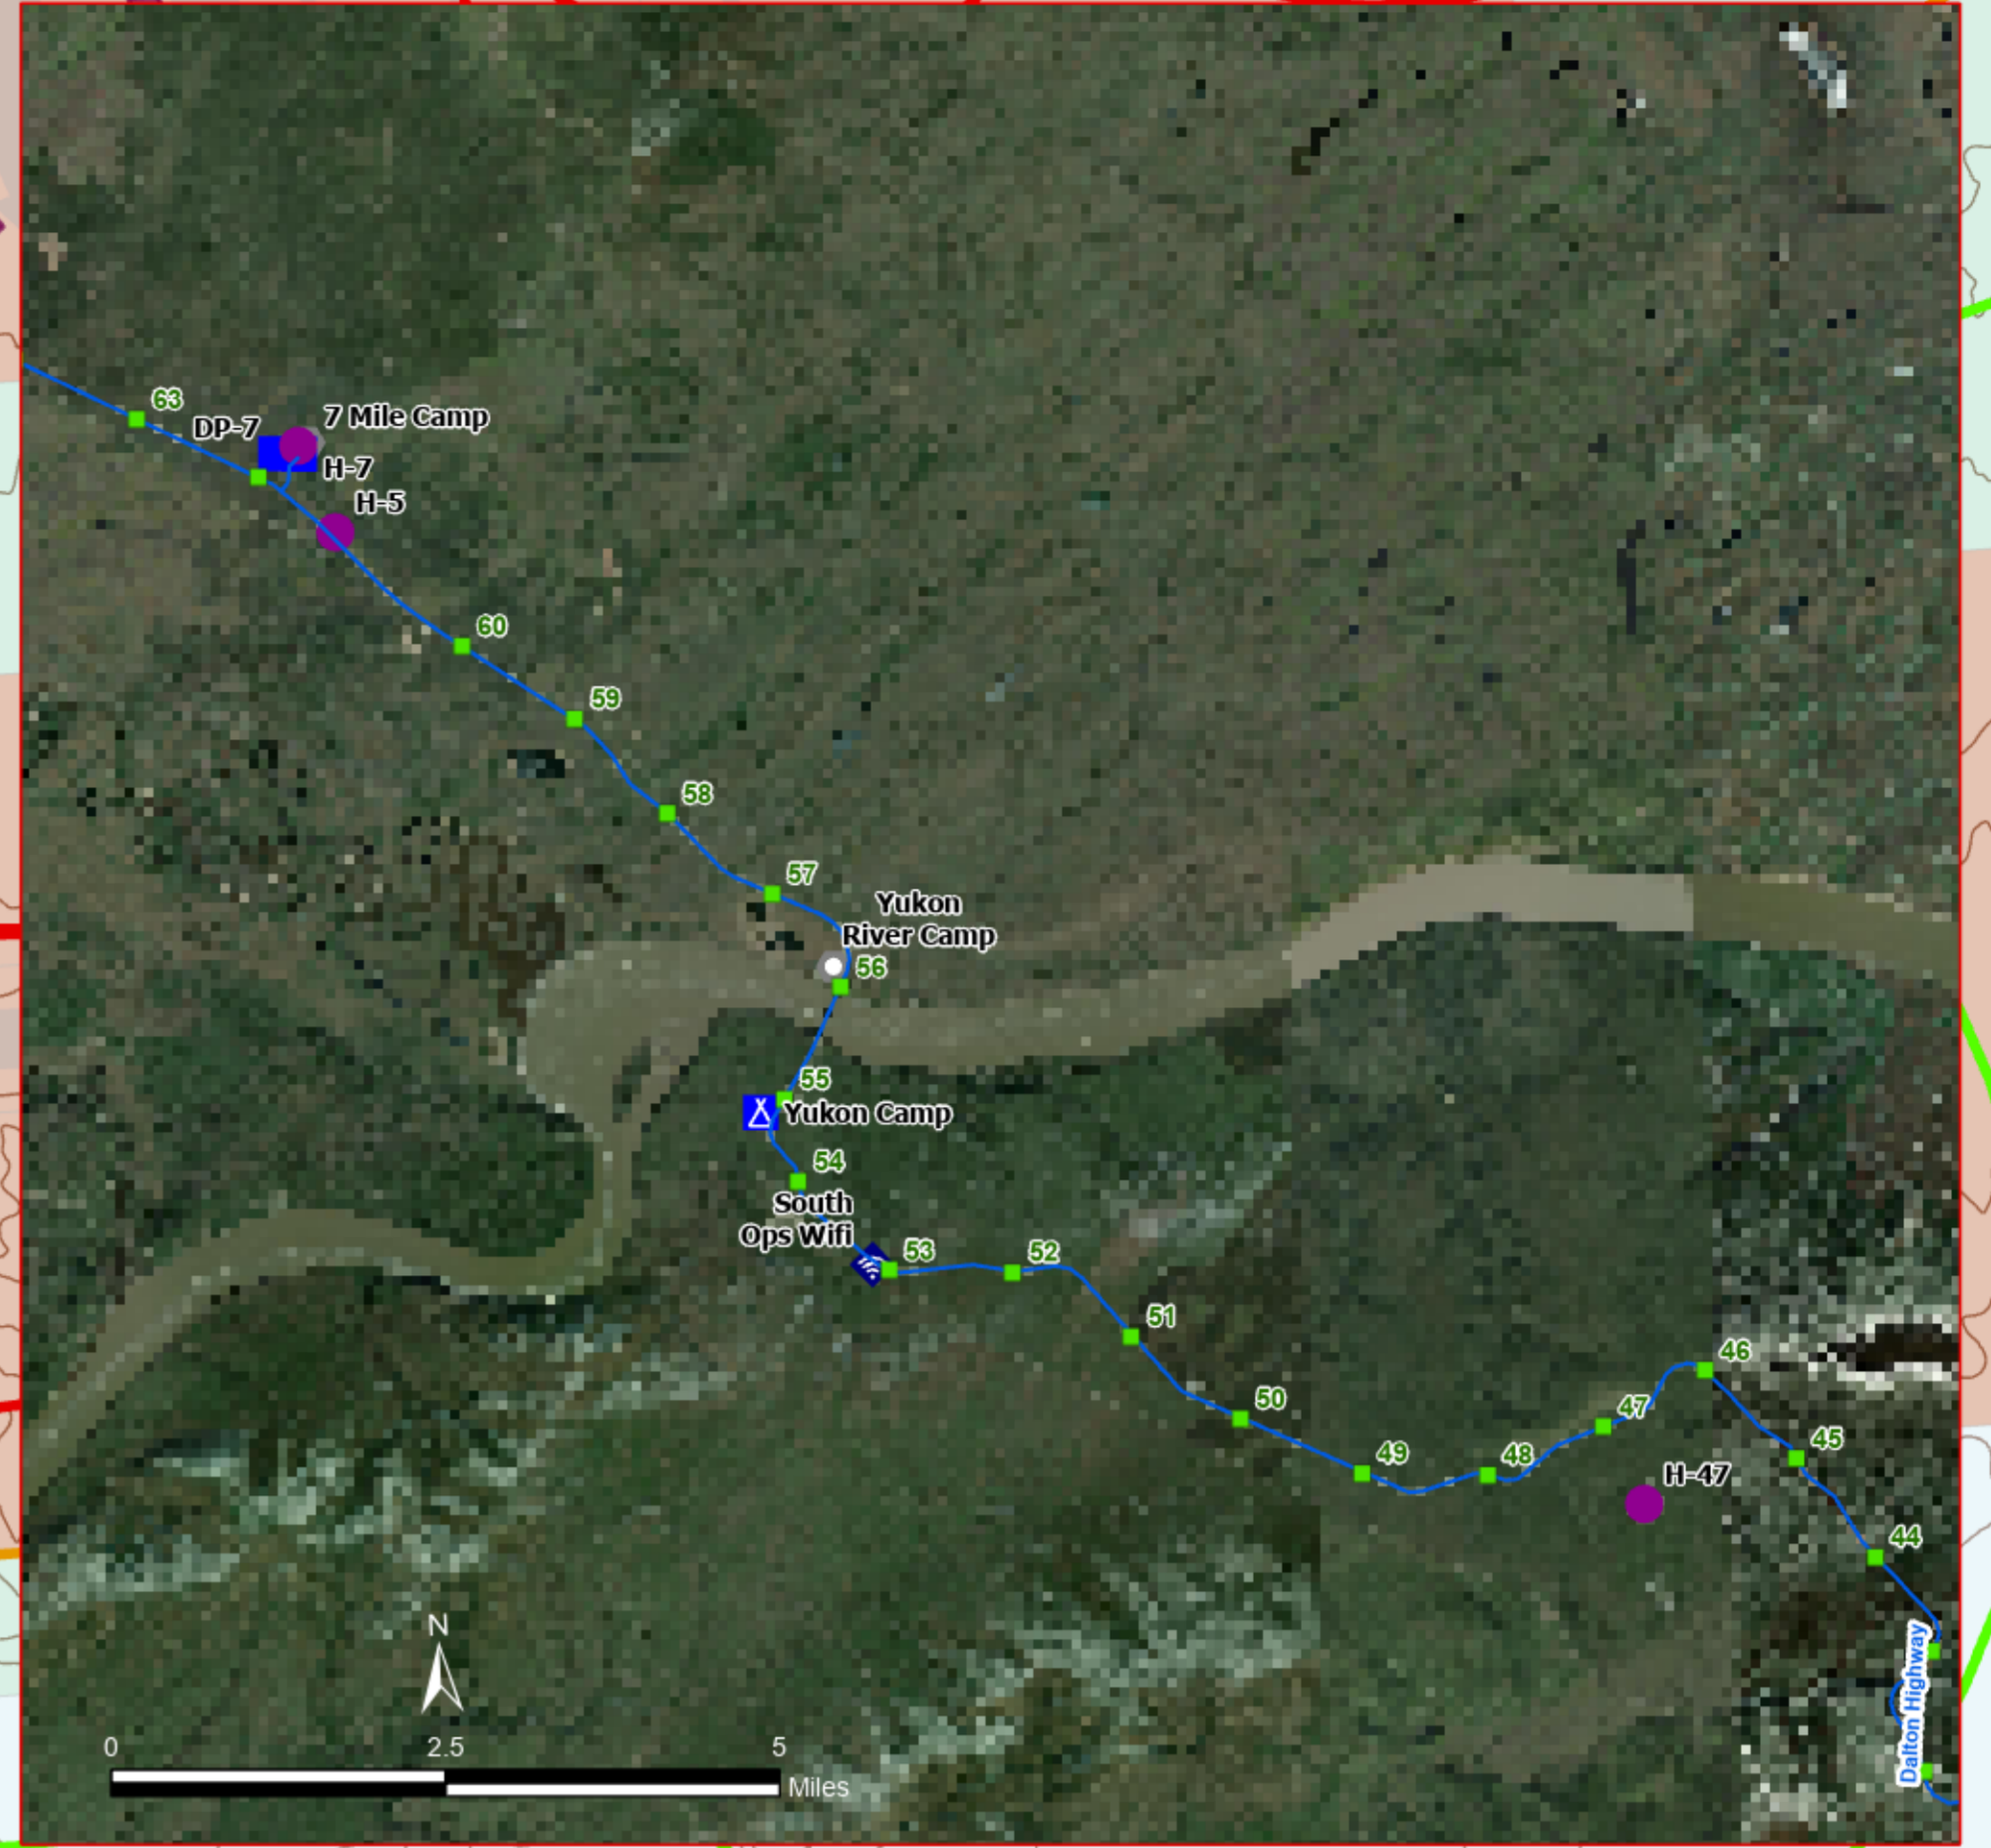 63
DP-7
7 Mile Camp
H-7
H-5
60
59
58
57
Yukon
River Camp
56
55
Yukon Camp
54
South
Ops Wifi
53
52
51
50
49
48
47
46
45
H-47
44
Dalton Highway
N
0
2.5
5
Miles